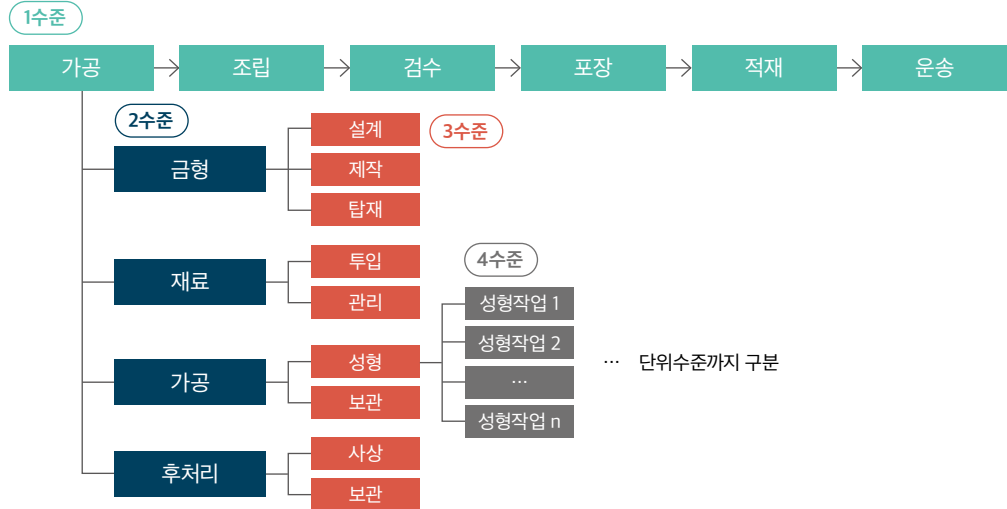 1수준
가공
조립
검수
포장
적재
운송
2수준
금형
설계
제작
탑재
3수준
재료
투입
관리
4수준
가공
성형
보관
성형작업 1
성형작업 2
…
성형작업 n
… 단위수준까지 구분
후처리
사상
보관